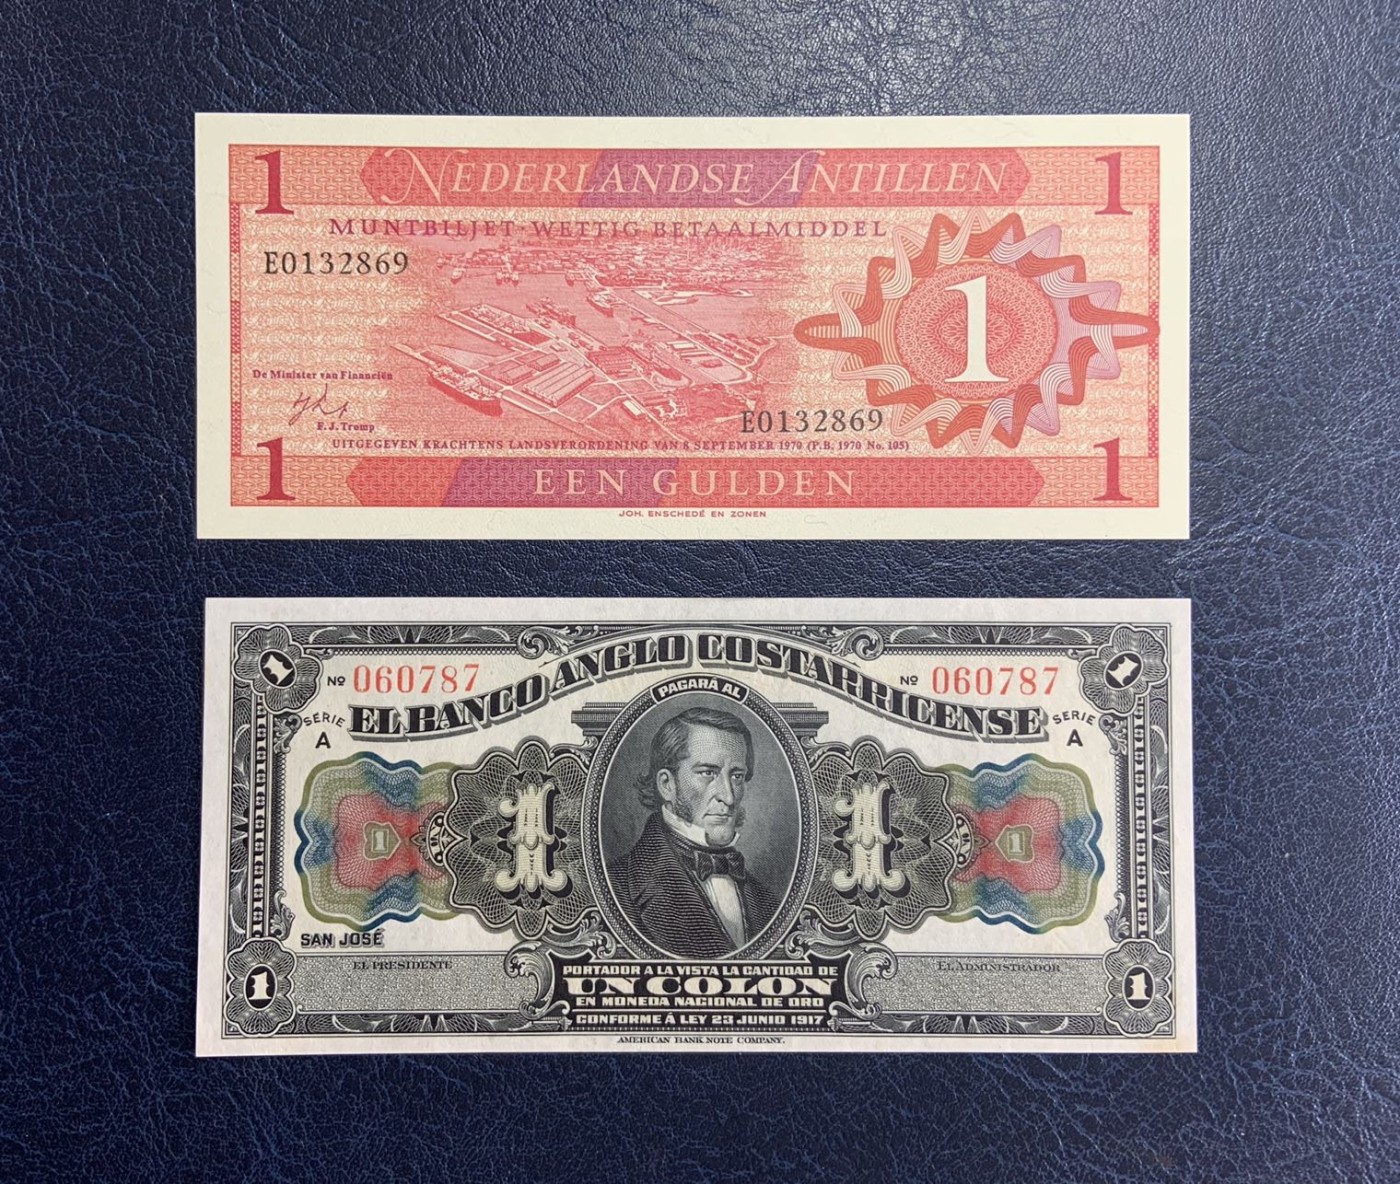 1 NEDERLANDSE ANTILLEN 1
MUNTBILJET·WETTIG BETAALMIDDEL
E0132869
1
De Minister van Financiën
F. J. Tromp
E0132869
UITGEGEVEN KRACHTENS LANDSVERORDENING VAN 8 SEPTEMBER 1970 (P.B. 1970 No. 105)
1 EEN GULDEN 1
JOH. ENSCHEDÉ EN ZONEN
1 1
Nº 060787 Nº 060787
EL BANCO ANGLO COSTARRICENSE
SERIE A SERIE A
PAGARÁ AL
1 1 1 1
SAN JOSÉ
EL PRESIDENTE EL ADMINISTRADOR
PORTADOR A LA VISTA LA CANTIDAD DE
UN COLON
EN MONEDA NACIONAL DE ORO
CONFORME Á LEY 23 JUNIO 1917
1 1
AMERICAN BANK NOTE COMPANY.